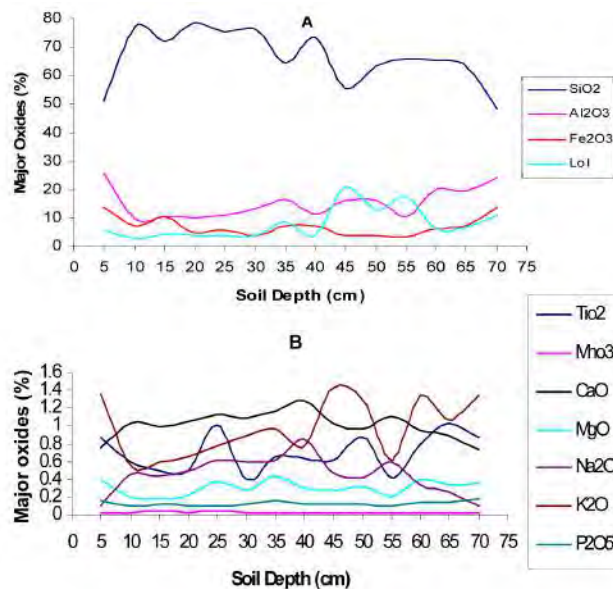 A
Major Oxides (%)
80
70
60
50
40
30
20
10
0
0 5 10 15 20 25 30 35 40 45 50 55 60 65 70 75
Soil Depth (cm)
SiO2
Al2O3
Fe2O3
LoI
B
Major oxides (%)
1.6
1.4
1.2
1
0.8
0.6
0.4
0.2
0
0 5 10 15 20 25 30 35 40 45 50 55 60 65 70 75
Soil Depth (cm)
Tio2
Mno3
CaO
MgO
Na2O
K2O
P2O5